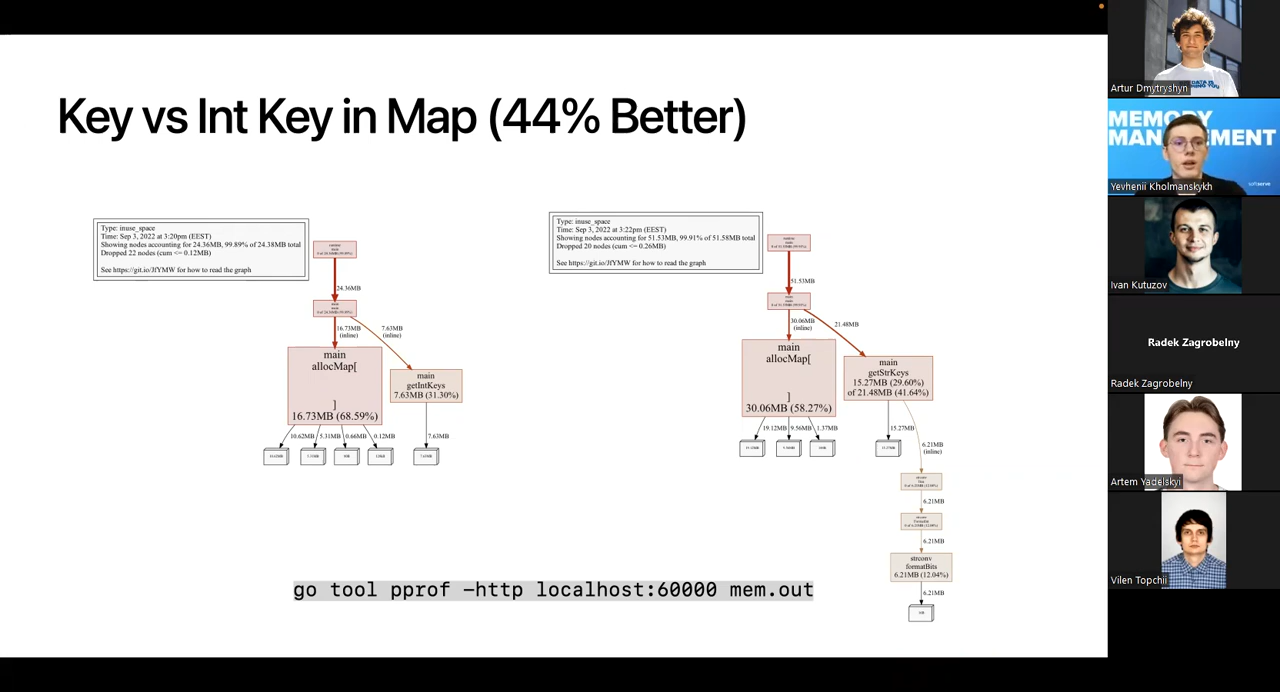 Key vs Int Key in Map (44% Better)
Type: inuse_space
Time: Sep 3, 2022 at 3:20pm (EEST)
Showing nodes accounting for 24.36MB, 99.89% of 24.38MB total
Dropped 22 nodes (cum <= 0.12MB)
See https://git.io/JfYMW for how to read the graph
24.36MB
16.73MB
(inline)
7.63MB
(inline)
main
allocMap[
]
16.73MB (68.59%)
main
getIntKeys
7.63MB (31.30%)
10.62MB
5.31MB
0.66MB
0.12MB
7.63MB
Type: inuse_space
Time: Sep 3, 2022 at 3:22pm (EEST)
Showing nodes accounting for 51.53MB, 99.91% of 51.58MB total
Dropped 20 nodes (cum <= 0.26MB)
See https://git.io/JfYMW for how to read the graph
51.53MB
30.06MB
(inline)
21.48MB
main
allocMap[
]
30.06MB (58.27%)
main
getStrKeys
15.27MB (29.60%)
of 21.48MB (41.64%)
19.12MB
9.56MB
1.37MB
15.27MB
6.21MB
(inline)
6.21MB
6.21MB
strconv
formatBits
6.21MB (12.04%)
6.21MB
go tool pprof -http localhost:60000 mem.out
Artur Dmytryshyn
MEMORY
MANAGEMENT
softserve
Yevhenii Kholmanskykh
Ivan Kutuzov
Radek Zagrobelny
Radek Zagrobelny
Artem Yadelskyi
Vilen Topchii